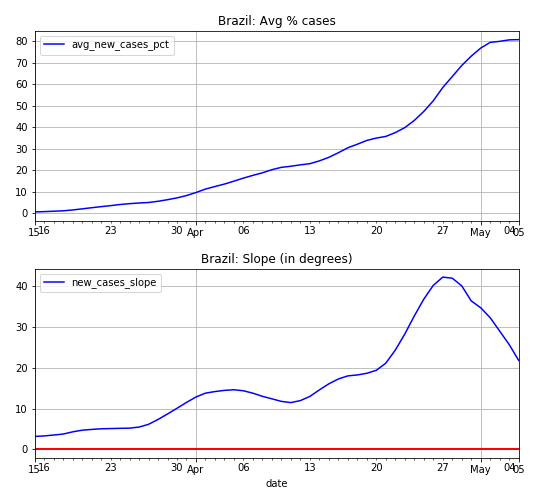 Brazil: Avg % cases
avg_new_cases_pct
80
70
60
50
40
30
20
10
0
15 16 23 30 Apr 06 13 20 27 May 04 05
Brazil: Slope (in degrees)
new_cases_slope
40
30
20
10
0
15 16 23 30 Apr 06 13 20 27 May 04 05
date